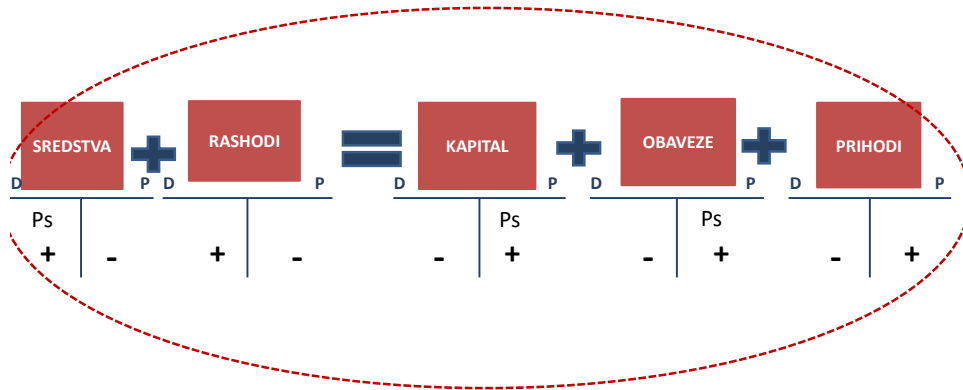 SREDSTVA + RASHODI = KAPITAL + OBAVEZE + PRIHODI
D P D P D P D P D P
Ps Ps Ps
+ - + - - + - + - +